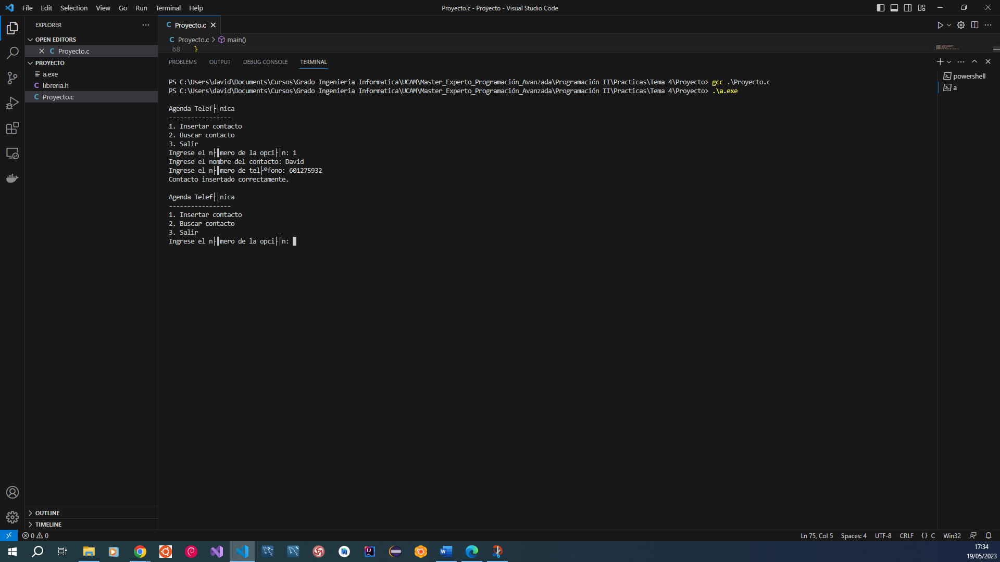 File Edit Selection View Go Run Terminal Help
Proyecto.c - Proyecto - Visual Studio Code
EXPLORER
OPEN EDITORS
C Proyecto.c
PROYECTO
a.exe
C libreria.h
C Proyecto.c
OUTLINE
TIMELINE
C Proyecto.c
C Proyecto.c > main()
68 }
PROBLEMS OUTPUT DEBUG CONSOLE TERMINAL
PS C:\Users\david\Documents\Cursos\Grado Ingenieria Informatica\UCAM\Master_Experto_Programación_Avanzada\Programación II\Practicas\Tema 4\Proyecto> gcc .\Proyecto.c
PS C:\Users\david\Documents\Cursos\Grado Ingenieria Informatica\UCAM\Master_Experto_Programación_Avanzada\Programación II\Practicas\Tema 4\Proyecto> .\a.exe
Agenda Telef├│nica
-----------------
1. Insertar contacto
2. Buscar contacto
3. Salir
Ingrese el n├║mero de la opci├│n: 1
Ingrese el nombre del contacto: David
Ingrese el n├║mero de tel├®fono: 601275932
Contacto insertado correctamente.
Agenda Telef├│nica
-----------------
1. Insertar contacto
2. Buscar contacto
3. Salir
Ingrese el n├║mero de la opci├│n:
powershell
a
0 0
Ln 75, Col 5 Spaces: 4 UTF-8 CRLF {} C Win32
17:34
19/05/2023